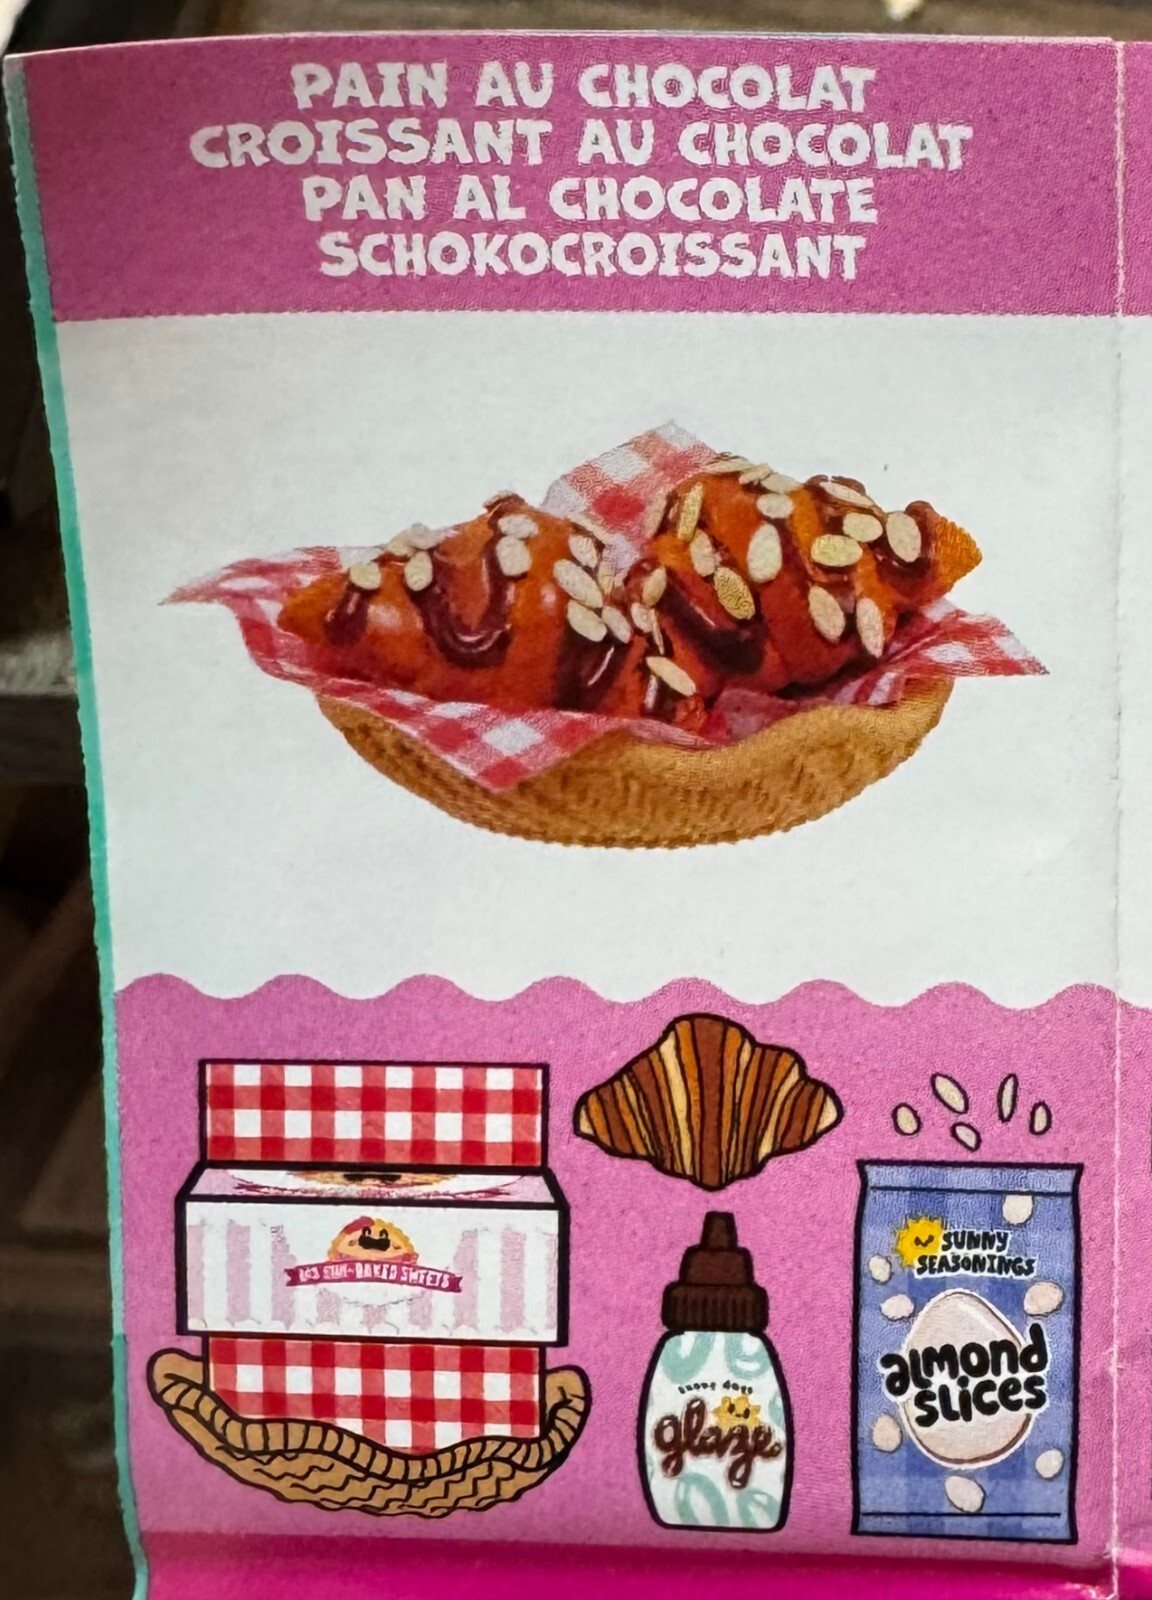 PAIN AU CHOCOLAT
CROISSANT AU CHOCOLAT
PAN AL CHOCOLATE
SCHOKOCROISSANT
BAKED SWEETS
glaze
SUNNY
SEASONINGS
almond
slices